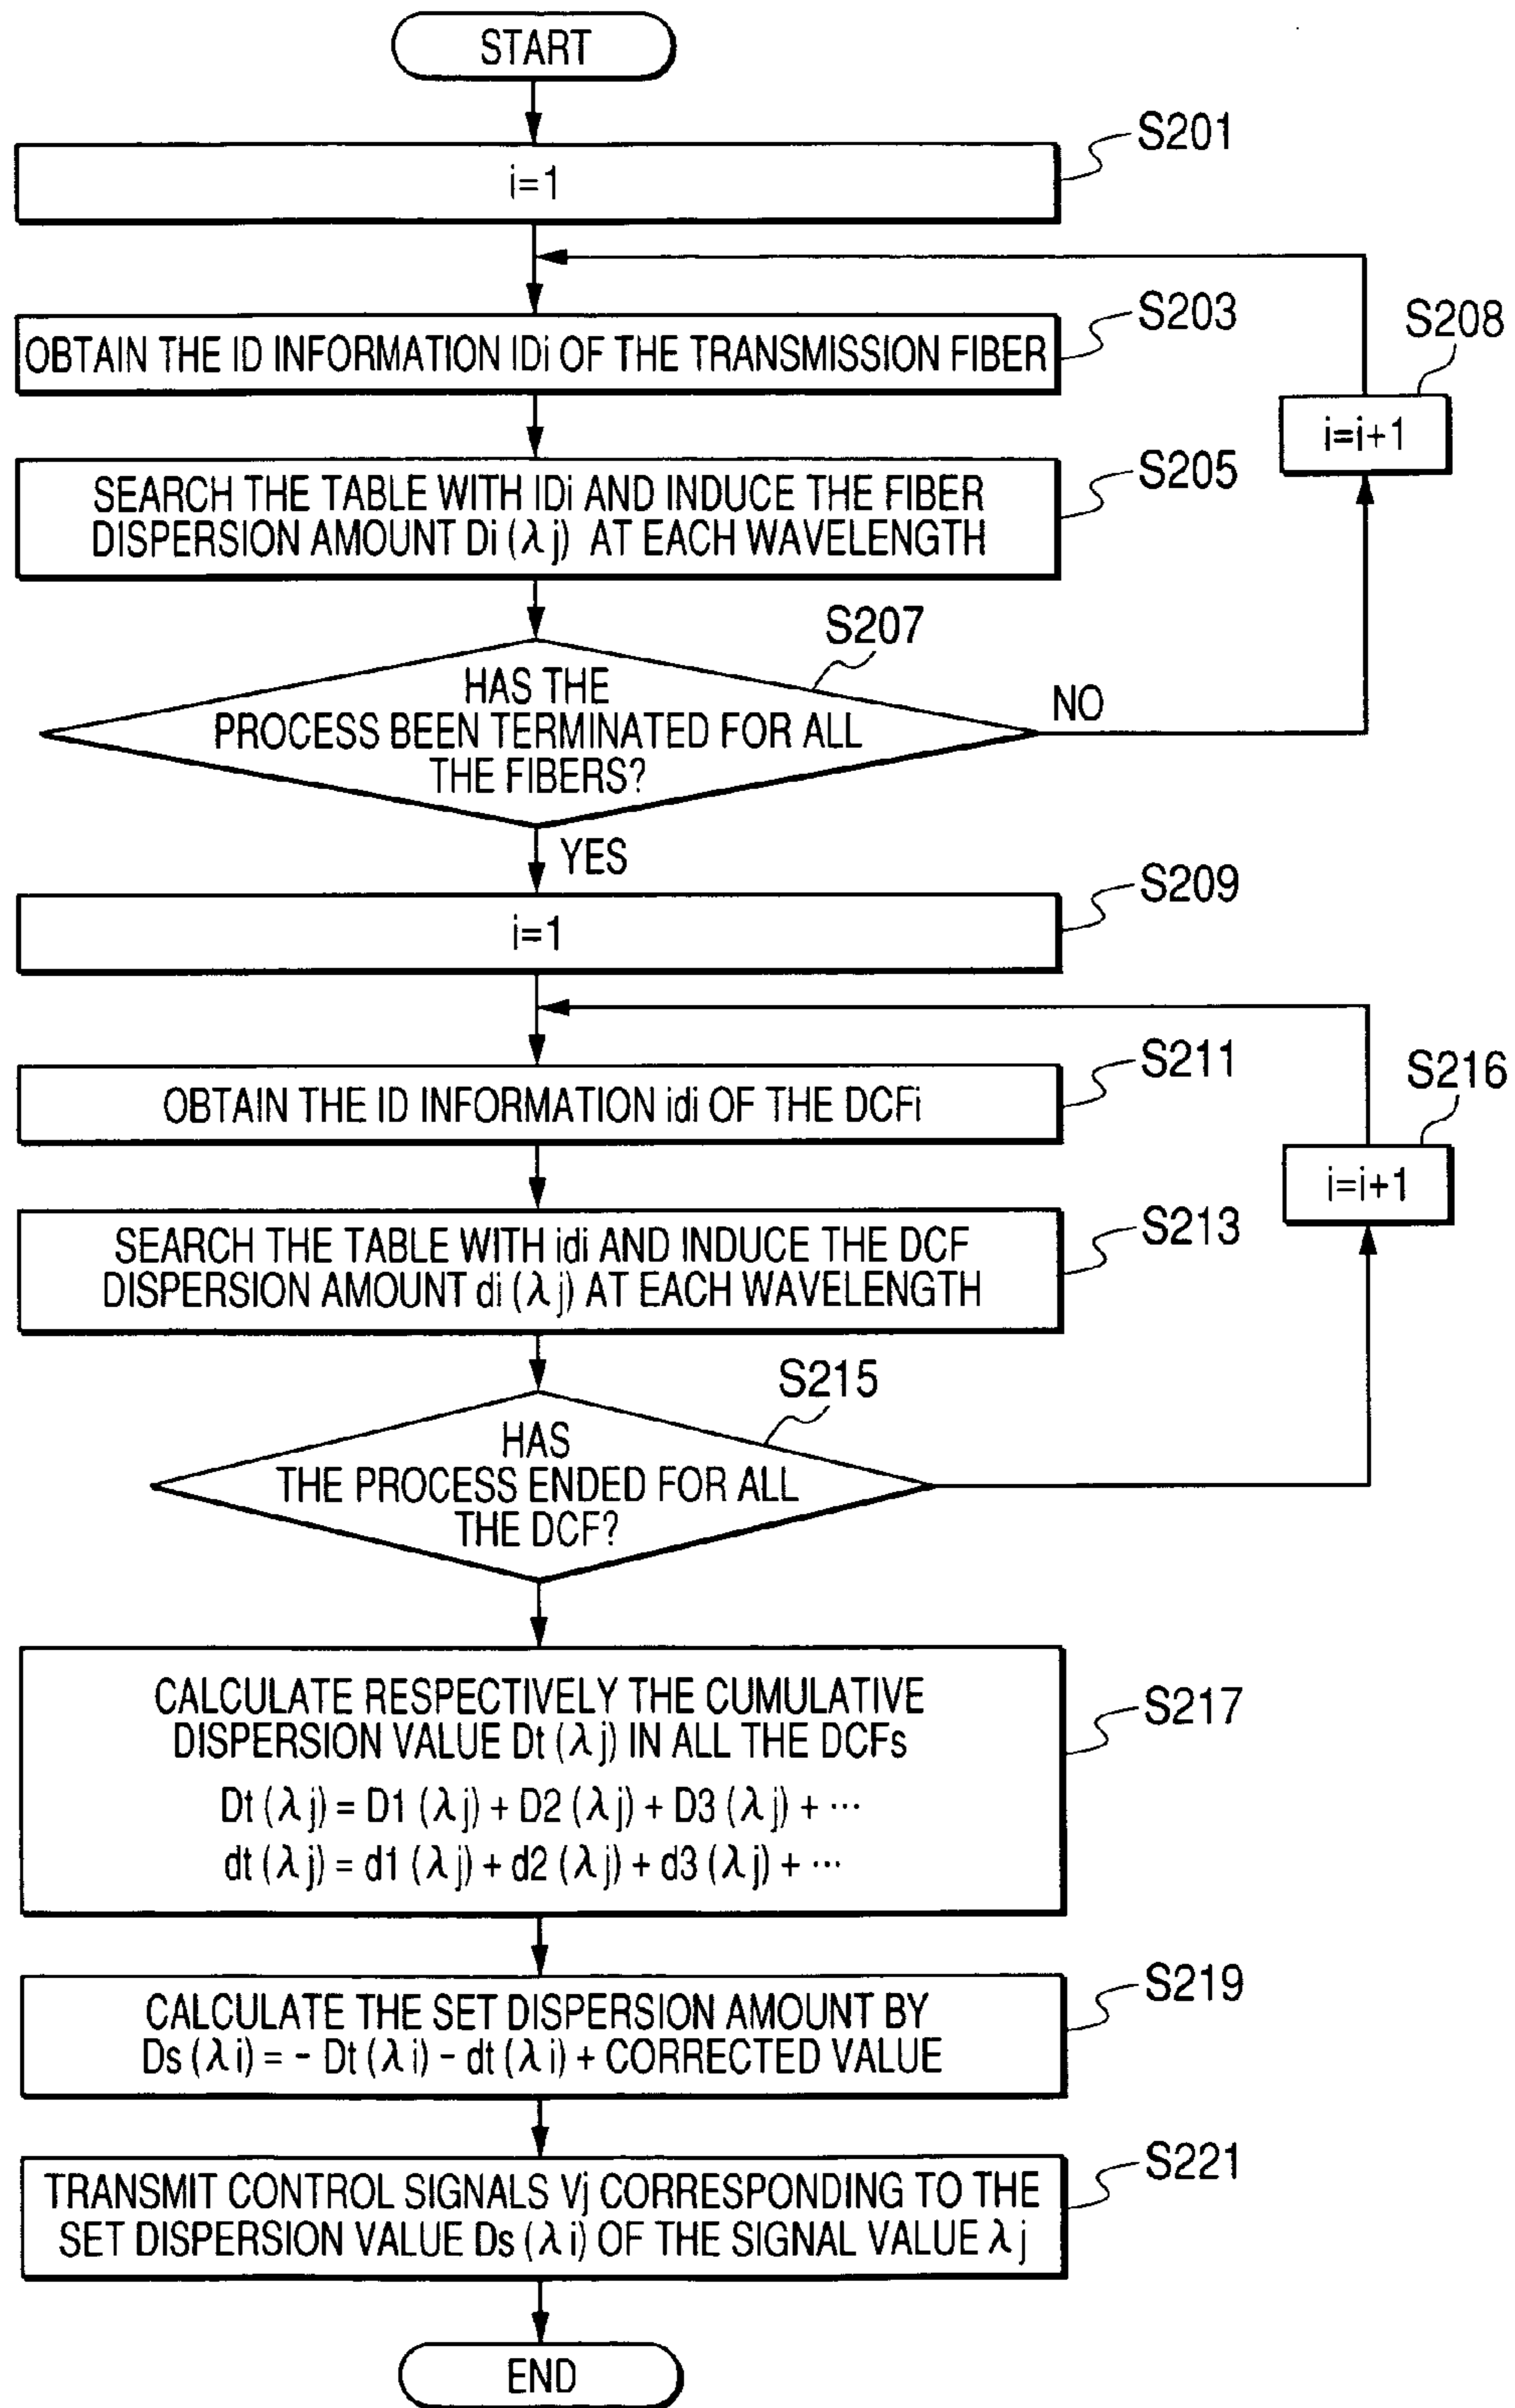 START
S201
i=1
S203
OBTAIN THE ID INFORMATION IDi OF THE TRANSMISSION FIBER
S208
i=i+1
S205
SEARCH THE TABLE WITH IDi AND INDUCE THE FIBER
DISPERSION AMOUNT Di (λj) AT EACH WAVELENGTH
S207
HAS THE
PROCESS BEEN TERMINATED FOR ALL
THE FIBERS?
NO
YES
S209
i=1
S211
OBTAIN THE ID INFORMATION idi OF THE DCFi
S216
i=i+1
S213
SEARCH THE TABLE WITH idi AND INDUCE THE DCF
DISPERSION AMOUNT di (λj) AT EACH WAVELENGTH
S215
HAS
THE PROCESS ENDED FOR ALL
THE DCF?
S217
CALCULATE RESPECTIVELY THE CUMULATIVE
DISPERSION VALUE Dt (λj) IN ALL THE DCFs
Dt (λj) = D1 (λj) + D2 (λj) + D3 (λj) + ···
dt (λj) = d1 (λj) + d2 (λj) + d3 (λj) + ···
S219
CALCULATE THE SET DISPERSION AMOUNT BY
Ds (λi) = - Dt (λi) - dt (λi) + CORRECTED VALUE
S221
TRANSMIT CONTROL SIGNALS Vj CORRESPONDING TO THE
SET DISPERSION VALUE Ds (λi) OF THE SIGNAL VALUE λj
END